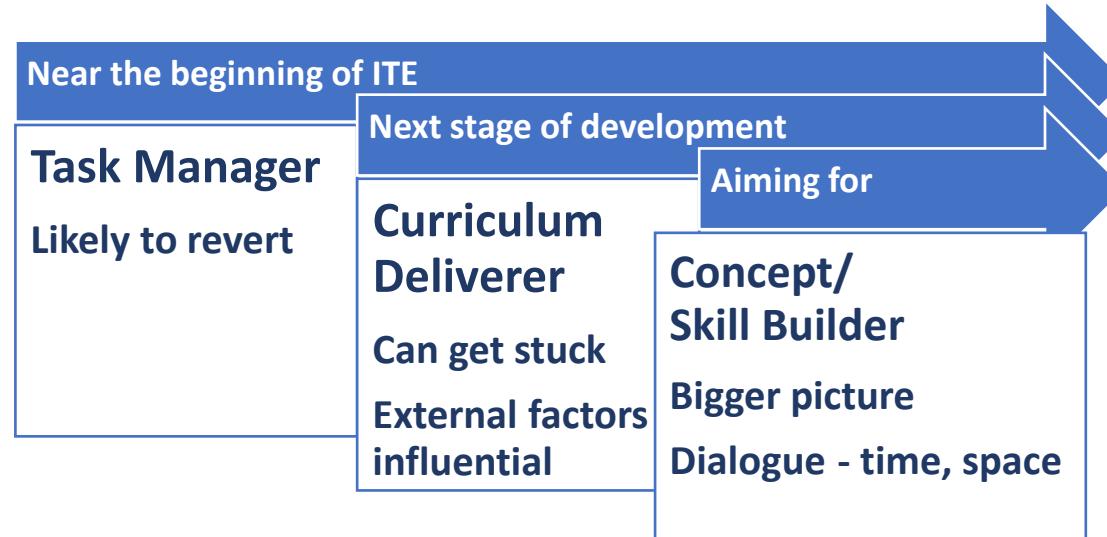 Near the beginning of ITE
Task Manager
Likely to revert
Next stage of development
Curriculum
Deliverer
Can get stuck
External factors
influential
Aiming for
Concept/
Skill Builder
Bigger picture
Dialogue - time, space